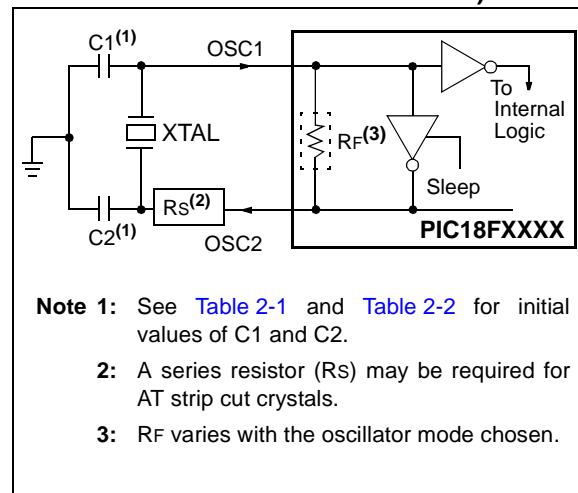 C1(1)
OSC1
To
Internal
Logic
XTAL
RF(3)
Sleep
C2(1)
RS(2)
OSC2
PIC18FXXXX
Note 1: See Table 2-1 and Table 2-2 for initial
values of C1 and C2.
2: A series resistor (RS) may be required for
AT strip cut crystals.
3: RF varies with the oscillator mode chosen.